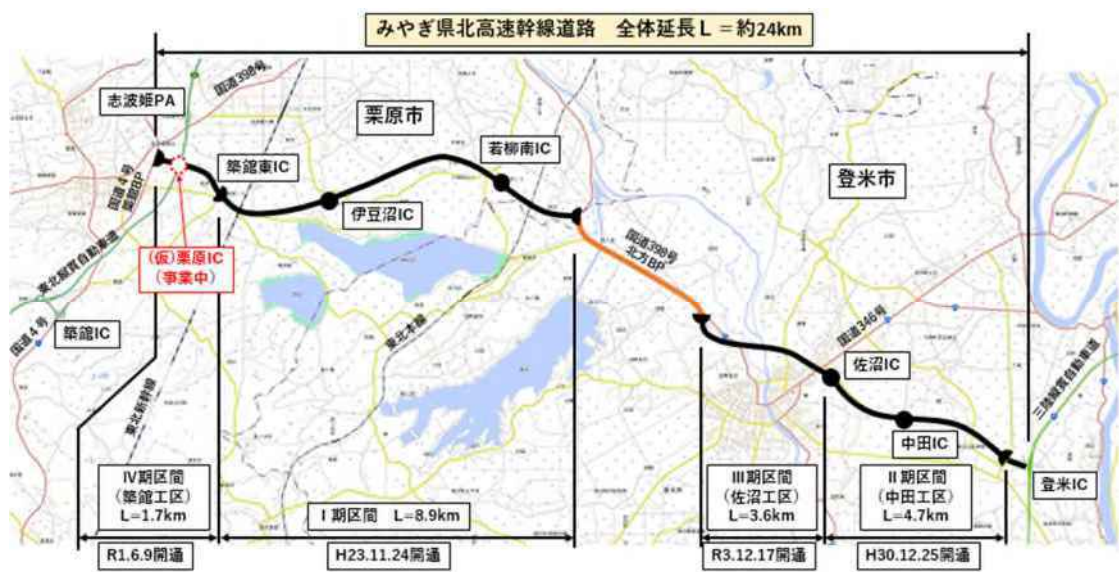 みやぎ県北高速幹線道路　全体延長L＝約24km
志波姫PA
国道398号
栗原市
築館東IC
若柳南IC
登米市
国道４号
築館BP
伊豆沼IC
国道398号
北方BP
(仮)栗原IC
(事業中)
東北縦貫自動車道
築館IC
国道４号
東北本線
国道346号
佐沼IC
三陸縦貫自動車道
東北新幹線
中田IC
登米IC
Ⅳ期区間
(築館工区)
L=1.7km
Ⅰ期区間　L=8.9km
Ⅲ期区間
(佐沼工区)
L=3.6km
Ⅱ期区間
(中田工区)
L=4.7km
R1.6.9開通
H23.11.24開通
R3.12.17開通
H30.12.25開通